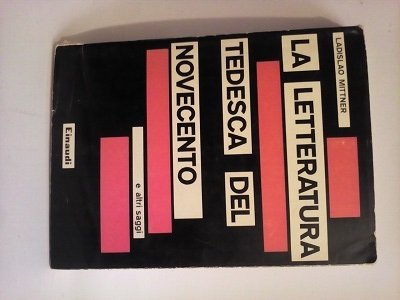 LADISLAO MITTNER
LA LETTERATURA
TEDESCA DEL
NOVECENTO
e altri saggi
Einaudi